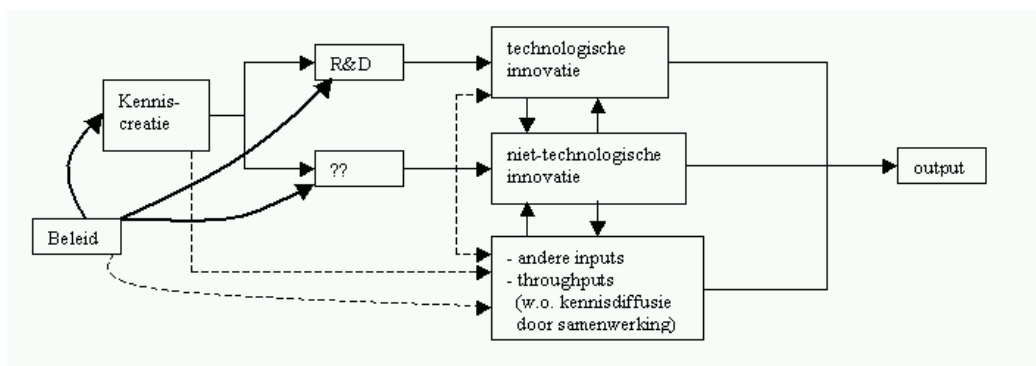 Kennis-
creatie
Beleid
R&D
??
technologische
innovatie
niet-technologische
innovatie
- andere inputs
- throughputs
(w.o. kennisdiffusie
door samenwerking)
output